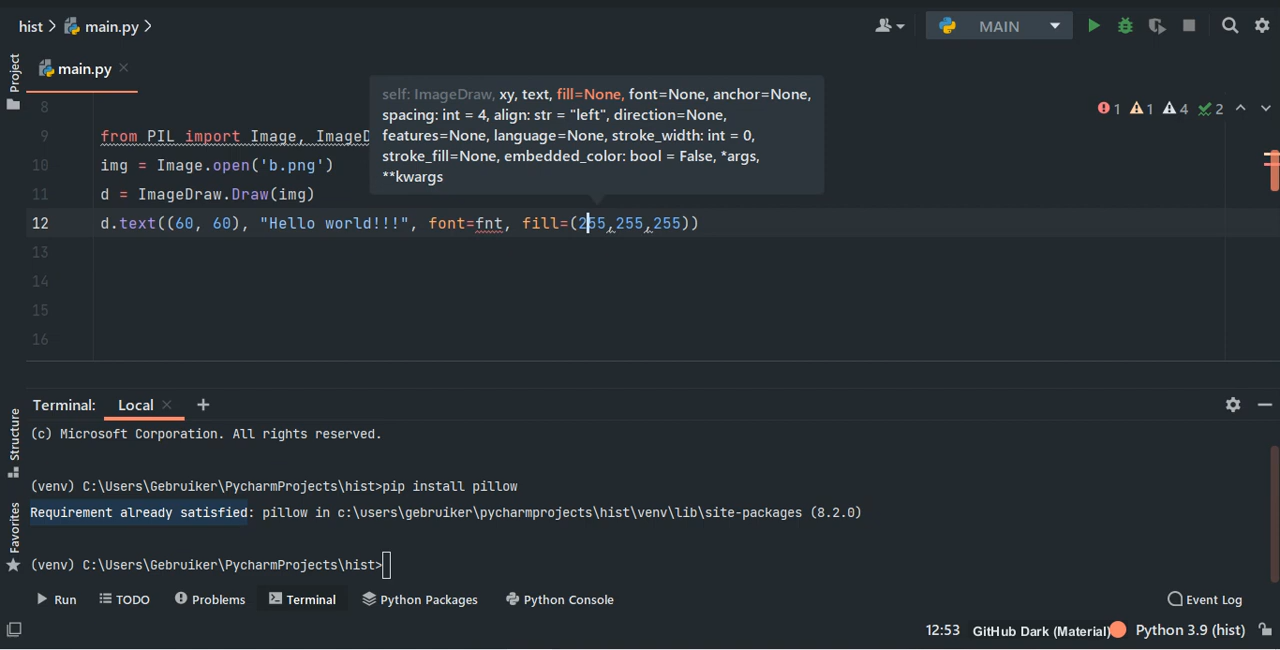 hist > main.py >
MAIN
Project
main.py ×
self: ImageDraw, xy, text, fill=None, font=None, anchor=None,
spacing: int = 4, align: str = "left", direction=None,
features=None, language=None, stroke_width: int = 0,
stroke_fill=None, embedded_color: bool = False, *args,
**kwargs
1 1 4 2
8
9 from PIL import Image, ImageD
10 img = Image.open('b.png')
11 d = ImageDraw.Draw(img)
12 d.text((60, 60), "Hello world!!!", font=fnt, fill=(255,255,255))
13
14
15
16
Terminal: Local × +
Structure
Favorites
(c) Microsoft Corporation. All rights reserved.
(venv) C:\Users\Gebruiker\PycharmProjects\hist>pip install pillow
Requirement already satisfied: pillow in c:\users\gebruiker\pycharmprojects\hist\venv\lib\site-packages (8.2.0)
(venv) C:\Users\Gebruiker\PycharmProjects\hist>
Run TODO Problems Terminal Python Packages Python Console Event Log
12:53 GitHub Dark (Material) Python 3.9 (hist)